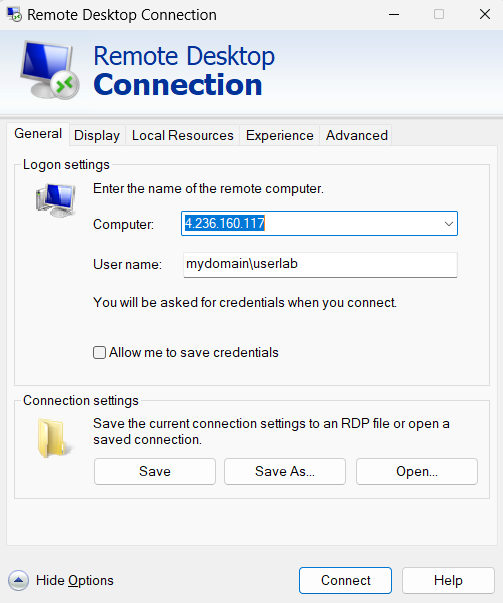 Remote Desktop Connection
Remote Desktop
Connection
General Display Local Resources Experience Advanced
Logon settings
Enter the name of the remote computer.
Computer: 4.236.160.117
User name: mydomain\userlab
You will be asked for credentials when you connect.
Allow me to save credentials
Connection settings
Save the current connection settings to an RDP file or open a
saved connection.
Save Save As... Open...
Hide Options Connect Help